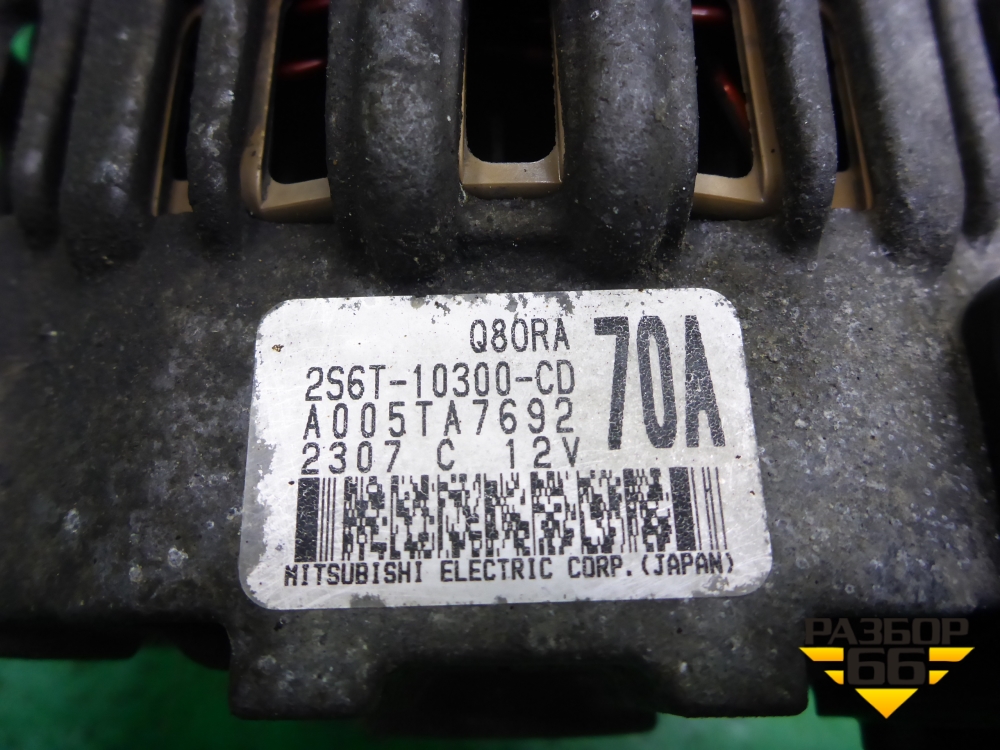 Q80RA
70A
2S6T-10300-CD
A005TA7692
2307 C 12V
MITSUBISHI ELECTRIC CORP.(JAPAN)
РАЗБОР
66